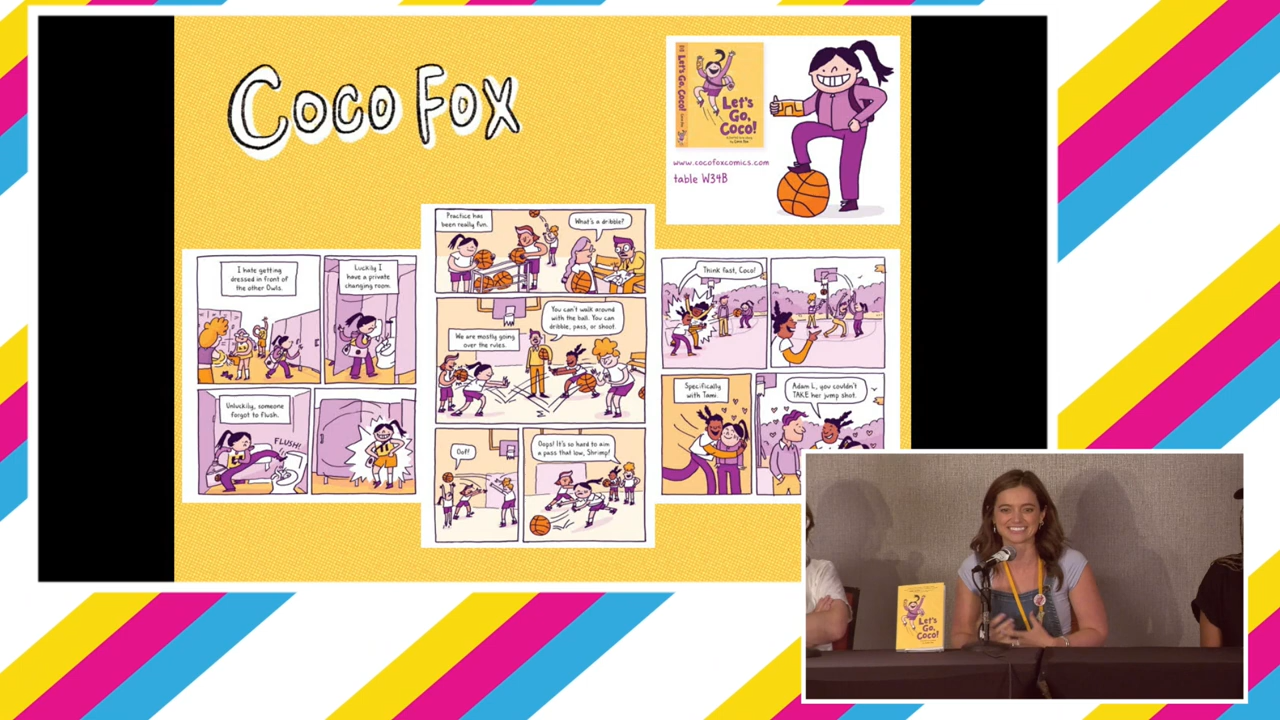 Coco Fox
Let's Go, Coco!
Let's
Go,
Coco!
www.cocofoxcomics.com
table W34B
I hate getting
dressed in front of
the other Owls.
Luckily I
have a private
changing room.
Unluckily, someone
forgot to flush.
FLUSH!
Practice has
been really fun.
What's a dribble?
We are mostly going
over the rules.
You can't walk around
with the ball. You can
dribble, pass, or shoot.
Oof!
Oops! It's so hard to aim
a pass that low, Shrimp!
Think fast, Coco!
Specifically
with Tami.
Adam L, you couldn't
TAKE her jump shot.
Let's
Go,
Coco!